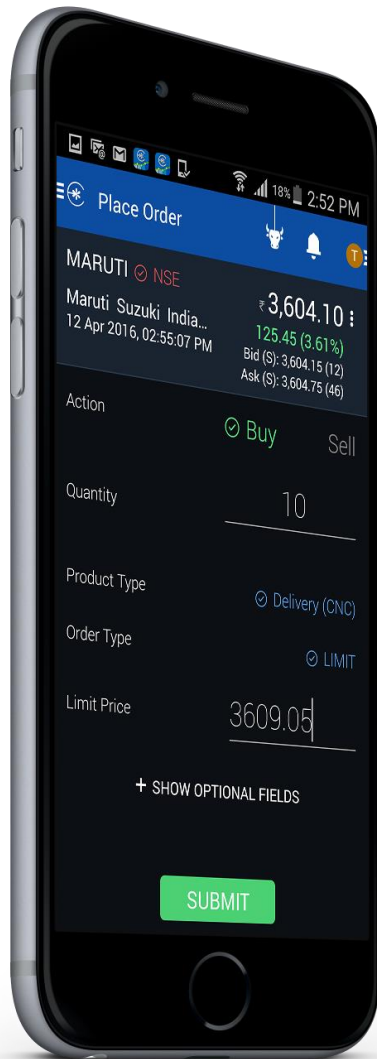 18% 2:52 PM
Place Order
T
MARUTI NSE
Maruti Suzuki India...
12 Apr 2016, 02:55:07 PM
₹ 3,604.10
125.45 (3.61%)
Bid (S): 3,604.15 (12)
Ask (S): 3,604.75 (46)
Action
Buy Sell
Quantity 10
Product Type Delivery (CNC)
Order Type LIMIT
Limit Price 3609.05
+ SHOW OPTIONAL FIELDS
SUBMIT